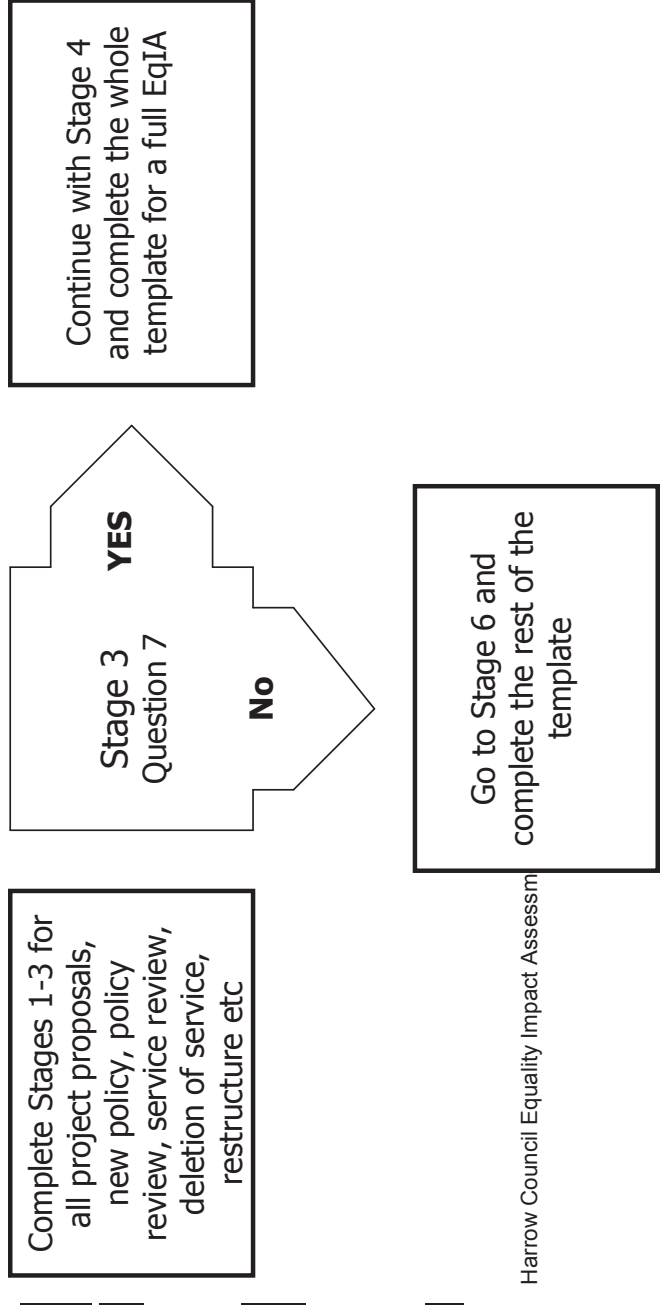 Complete Stages 1-3 for
all project proposals,
new policy, policy
review, service review,
deletion of service,
restructure etc
Stage 3
Question 7
YES
No
Continue with Stage 4
and complete the whole
template for a full EqIA
Go to Stage 6 and
complete the rest of the
template
Harrow Council Equality Impact Assessm